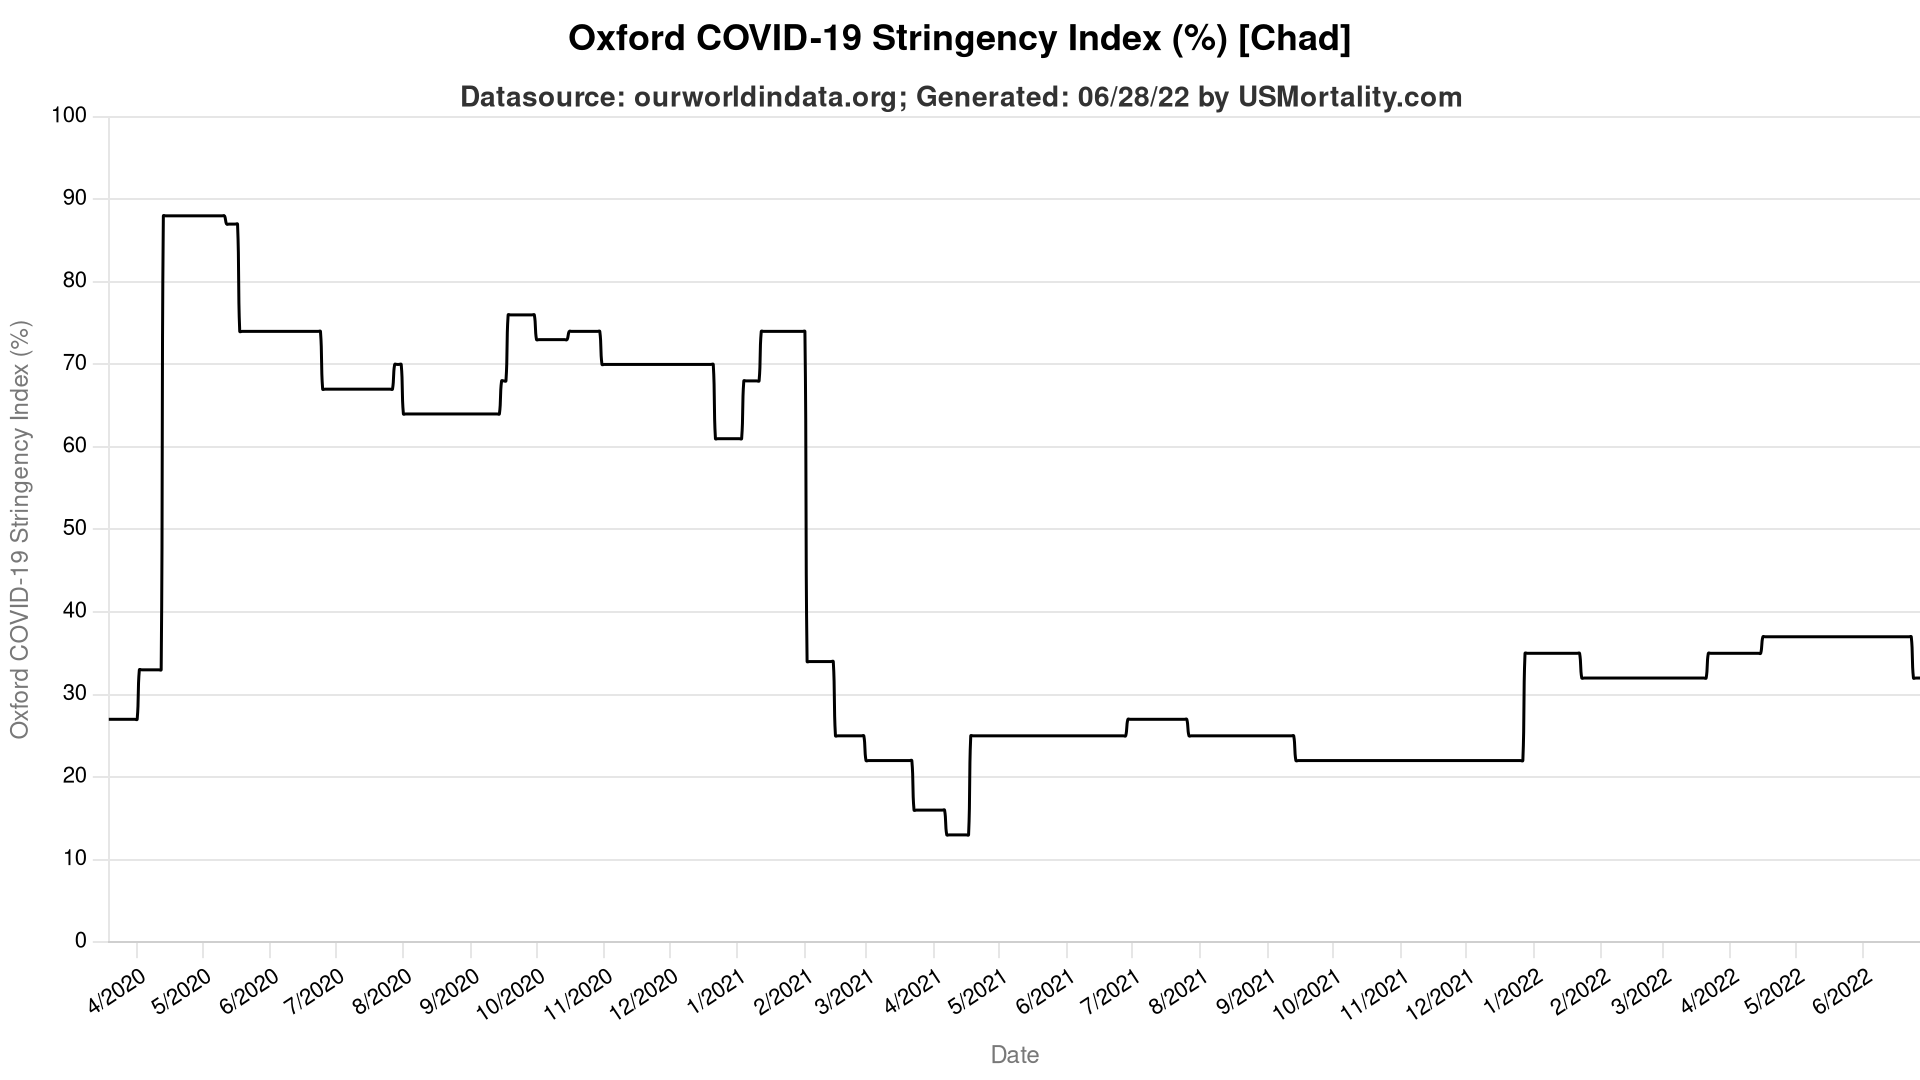 Oxford COVID-19 Stringency Index (%) [Chad]
Datasource: ourworldindata.org; Generated: 06/28/22 by USMortality.com
Oxford COVID-19 Stringency Index (%)
100
90
80
70
60
50
40
30
20
10
0
4/2020 5/2020 6/2020 7/2020 8/2020 9/2020 10/2020 11/2020 12/2020 1/2021 2/2021 3/2021 4/2021 5/2021 6/2021 7/2021 8/2021 9/2021 10/2021 11/2021 12/2021 1/2022 2/2022 3/2022 4/2022 5/2022 6/2022
Date